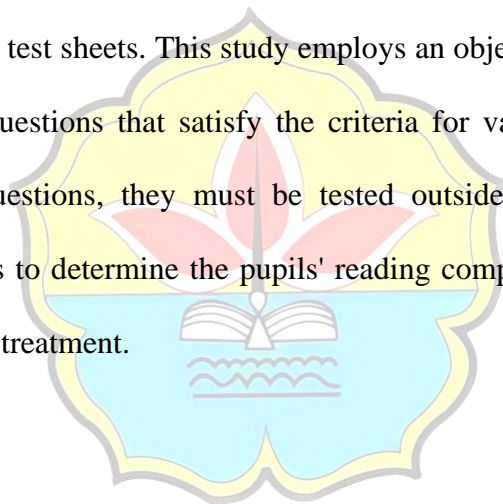 test sheets. This study employs an obje
uestions that satisfy the criteria for va
uestions, they must be tested outside
s to determine the pupils' reading comp
treatment.